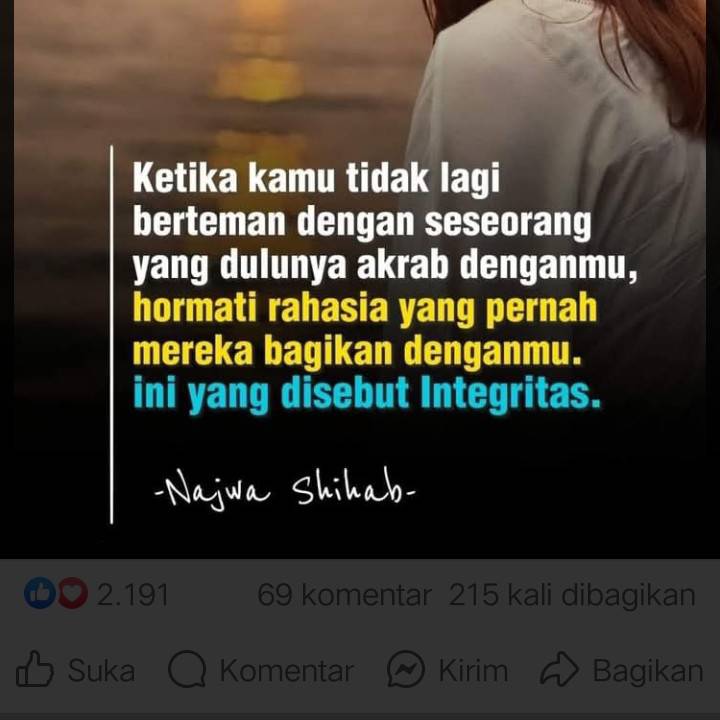 Ketika kamu tidak lagi
berteman dengan seseorang
yang dulunya akrab denganmu,
hormati rahasia yang pernah
mereka bagikan denganmu.
ini yang disebut Integritas.
-Najwa Shihab-
2.191 69 komentar 215 kali dibagikan
Suka Komentar Kirim Bagikan